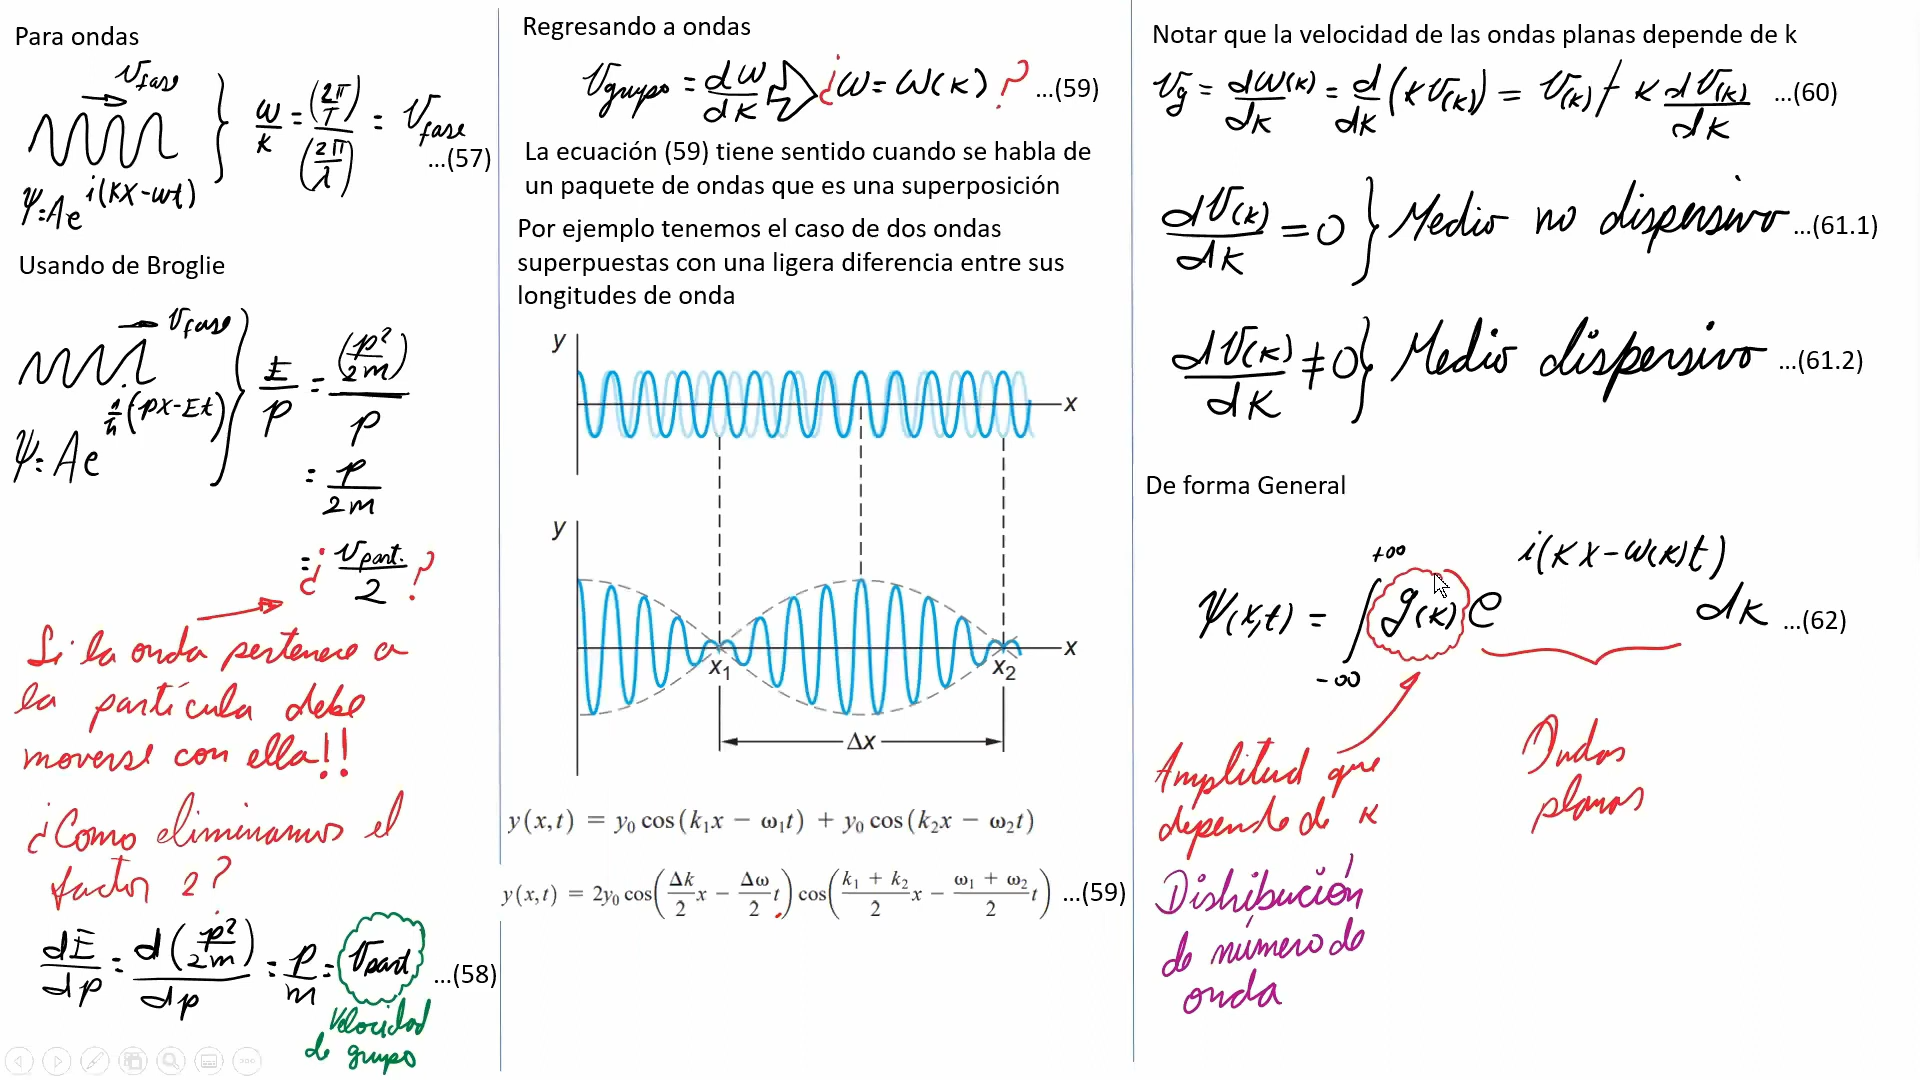 Para ondas
v_fase
ω/k = (2π/T)/(2π/λ) = v_fase
...(57)
ψ=Ae^i(kx-wt)
Usando de Broglie
v_fase
E/p = (p²/2m)/p
ψ=Ae^i/ħ(px-Et)
= p/2m
=¿ v_part./2 ?
Si la onda pertenece a
la partícula debe
moverse con ella!!
¿Como eliminamos el
factor 2?
dE/dp = d(p²/2m)/dp = p/m = v_part ...(58)
Velocidad
de grupo
Regresando a ondas
v_grupo = dω/dk ⇒ ¿ω=ω(k)? ...(59)
La ecuación (59) tiene sentido cuando se habla de
un paquete de ondas que es una superposición
Por ejemplo tenemos el caso de dos ondas
superpuestas con una ligera diferencia entre sus
longitudes de onda
y
x
y
x
x₁ x₂
Δx
y(x,t) = y₀ cos(k₁x − ω₁t) + y₀ cos(k₂x − ω₂t)
y(x,t) = 2y₀ cos(Δk/2 x − Δω/2 t) cos((k₁ + k₂)/2 x − (ω₁ + ω₂)/2 t) ...(59)
Notar que la velocidad de las ondas planas depende de k
v_g = dω(k)/dk = d/dk (k v(k)) = v(k) + k dv(k)/dk ...(60)
dv(k)/dk = 0 } Medio no dispersivo ...(61.1)
dv(k)/dk ≠ 0 } Medio dispersivo ...(61.2)
De forma General
ψ(x,t) = ∫_-∞^+∞ g(k) e^i(kx-ω(k)t) dk ...(62)
Amplitud que
depende de k
Ondas
planas
Distribución
de número de
onda